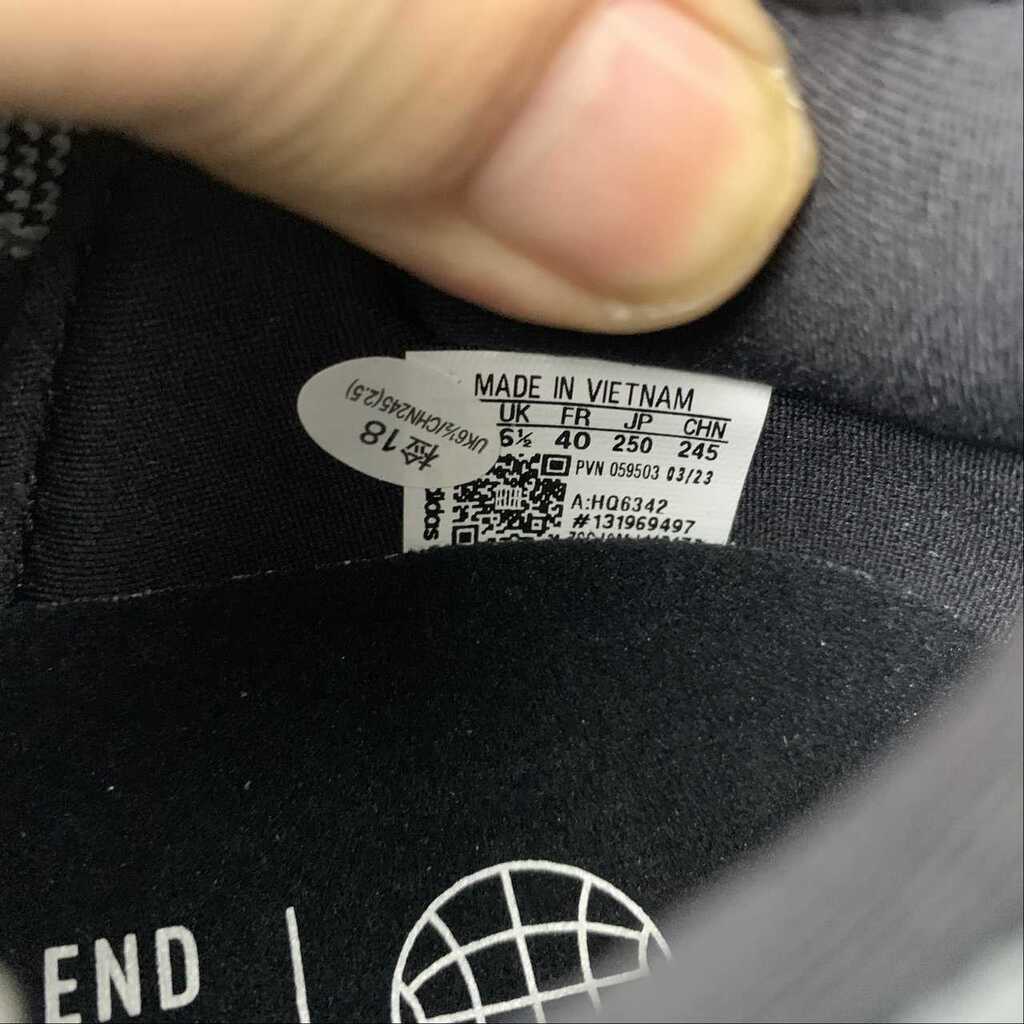 MADE IN VIETNAM
UK FR JP CHN
6½ 40 250 245
PVN 059503 03/23
A:HQ6342
#131969497
UK6½/CHN245(2.5)
检18
END